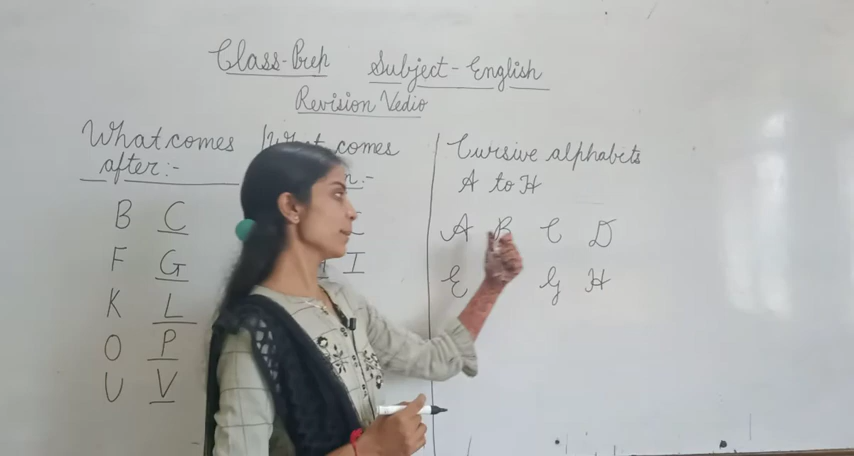 Class-Prep Subject-English
Revision Vedio
What comes after:-
B C
F G
K L
O P
U V
What comes
I
Cursive alphabets
A to H
A B C D
E G H